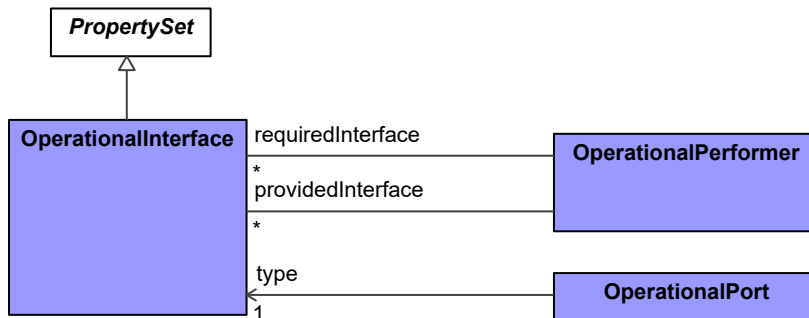 PropertySet
OperationalInterface
requiredInterface
*
OperationalPerformer
providedInterface
*
type
1
OperationalPort